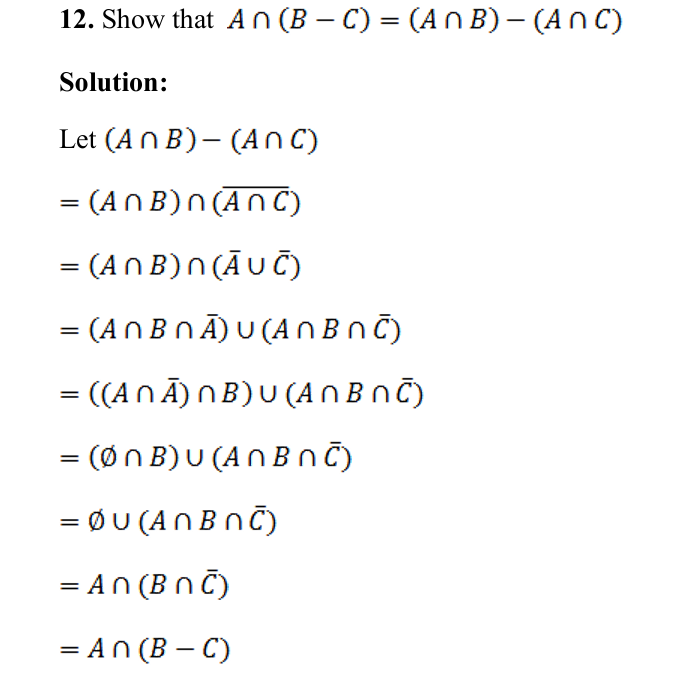 12. Show that A ∩ (B − C) = (A ∩ B) − (A ∩ C)
Solution:
Let (A ∩ B) − (A ∩ C)
= (A ∩ B) ∩ (A̅ ̅∩̅ ̅C̅)
= (A ∩ B) ∩ (Ā ∪ C̄)
= (A ∩ B ∩ Ā) ∪ (A ∩ B ∩ C̄)
= ((A ∩ Ā) ∩ B) ∪ (A ∩ B ∩ C̄)
= (∅ ∩ B) ∪ (A ∩ B ∩ C̄)
= ∅ ∪ (A ∩ B ∩ C̄)
= A ∩ (B ∩ C̄)
= A ∩ (B − C)